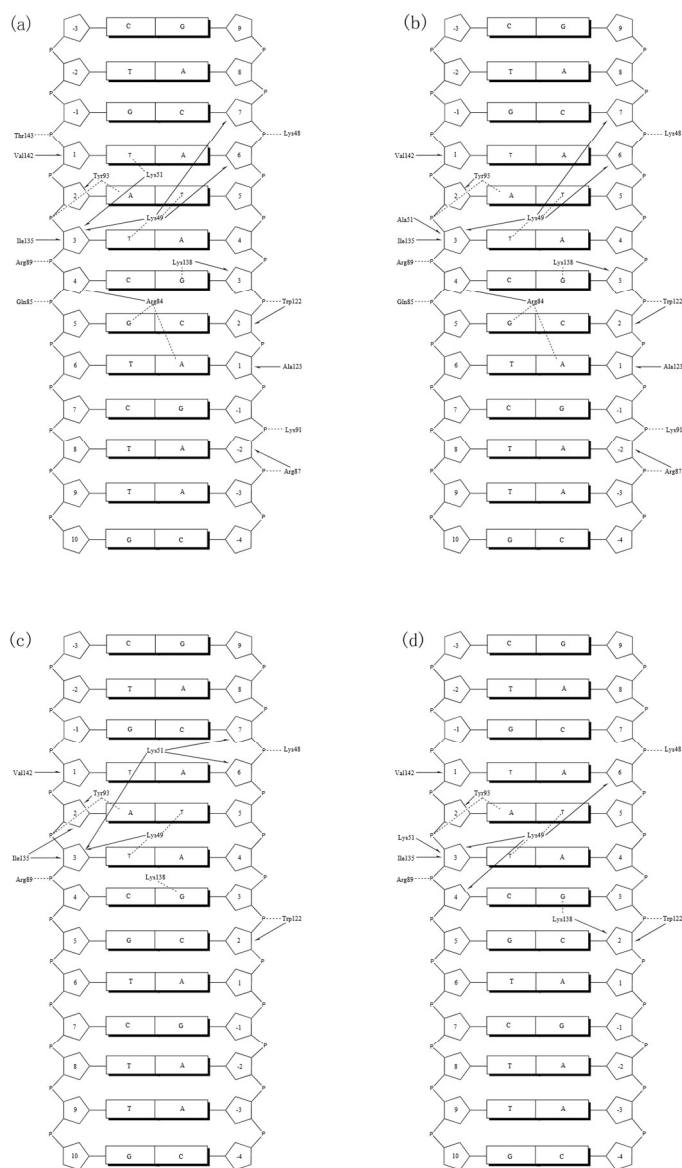 (a)
-3 C G 9
P P
-2 T A 8
P P
-1 G C 7
Thr143 P P Lys48
Val142 1 T A 6
P Tyr93 Lys51 P
2 A T 5
P Lys49 P
Ile135 3 T A 4
Arg89 P Lys138 P
4 C G 3
Gln85 P Arg84 P Trp122
5 G C 2
P P
6 T A 1 Ala123
P P
7 C G -1
P P Lys91
8 T A -2
P P Arg87
9 T A -3
P P
10 G C -4
(b)
-3 C G 9
P P
-2 T A 8
P P
-1 G C 7
P P Lys48
Val142 1 T A 6
P Tyr93 P
2 A T 5
Ala51 P Lys49 P
Ile135 3 T A 4
Arg89 P Lys138 P
4 C G 3
Gln85 P Arg84 P Trp122
5 G C 2
P P
6 T A 1 Ala123
P P
7 C G -1
P P Lys91
8 T A -2
P P Arg87
9 T A -3
P P
10 G C -4
(c)
-3 C G 9
P P
-2 T A 8
P P
-1 G C 7
P Lys51 P Lys48
Val142 1 T A 6
P Tyr93 P
2 A T 5
P Lys49 P
Ile135 3 T A 4
Arg89 P Lys138 P
4 C G 3
P P Trp122
5 G C 2
P P
6 T A 1
P P
7 C G -1
P P
8 T A -2
P P
9 T A -3
P P
10 G C -4
(d)
-3 C G 9
P P
-2 T A 8
P P
-1 G C 7
P P Lys48
Val142 1 T A 6
P Tyr93 P
2 A T 5
Lys51 P Lys49 P
Ile135 3 T A 4
Arg89 P P
4 C G 3
P Lys138 P Trp122
5 G C 2
P P
6 T A 1
P P
7 C G -1
P P
8 T A -2
P P
9 T A -3
P P
10 G C -4